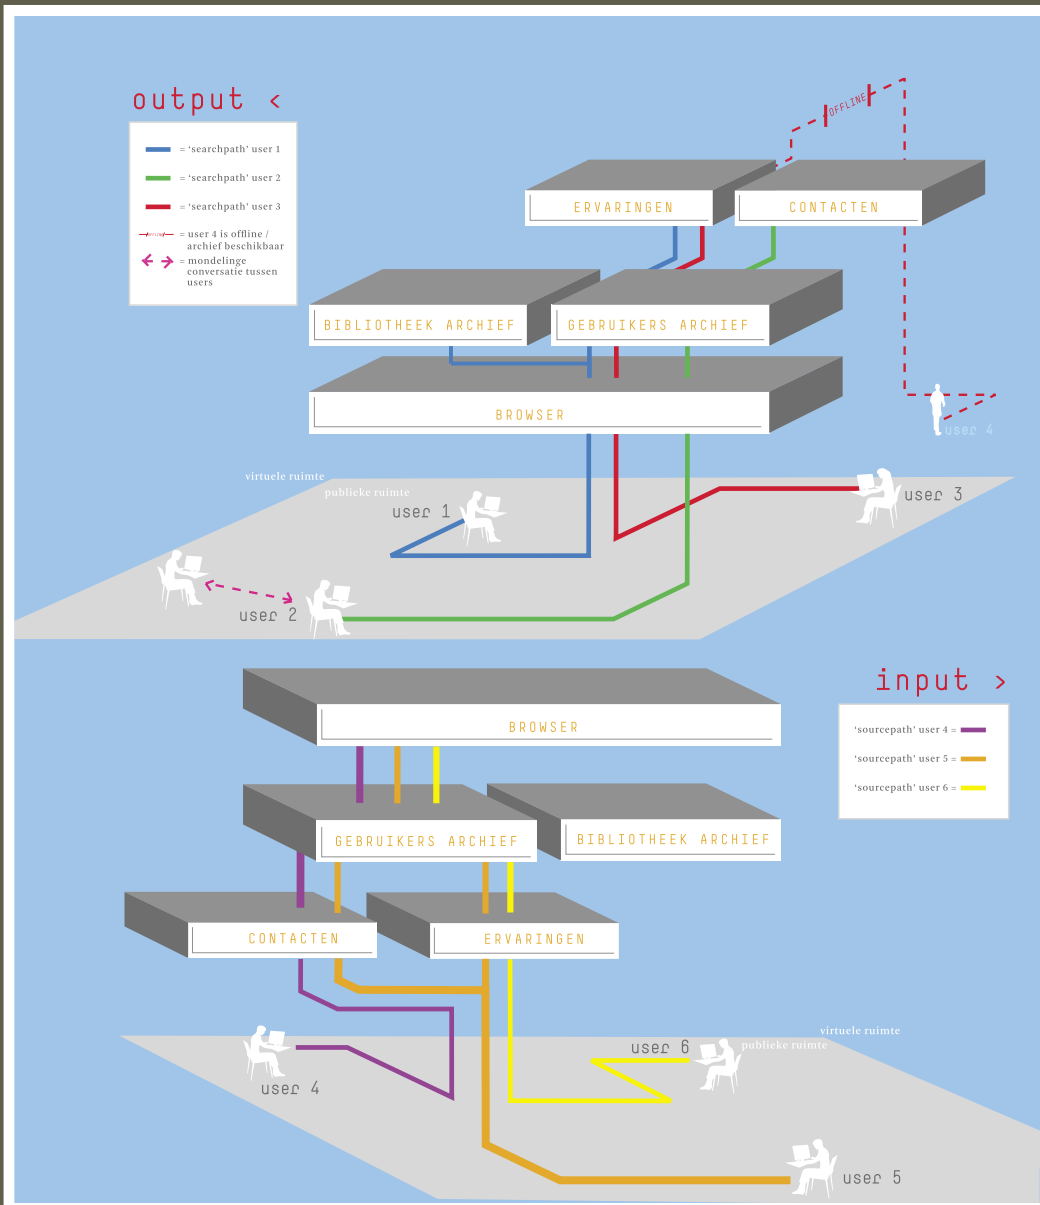 output <
= ‘searchpath’ user 1
= ‘searchpath’ user 2
= ‘searchpath’ user 3
OFFLINE
= user 4 is offline /
archief beschikbaar
= mondelinge
conversatie tussen
users
OFFLINE
ERVARINGEN
CONTACTEN
BIBLIOTHEEK ARCHIEF
GEBRUIKERS ARCHIEF
BROWSER
user 4
virtuele ruimte
publieke ruimte
user 1
user 3
user 2
input >
‘sourcepath’ user 4 =
‘sourcepath’ user 5 =
‘sourcepath’ user 6 =
BROWSER
GEBRUIKERS ARCHIEF
BIBLIOTHEEK ARCHIEF
CONTACTEN
ERVARINGEN
virtuele ruimte
publieke ruimte
user 6
user 4
user 5